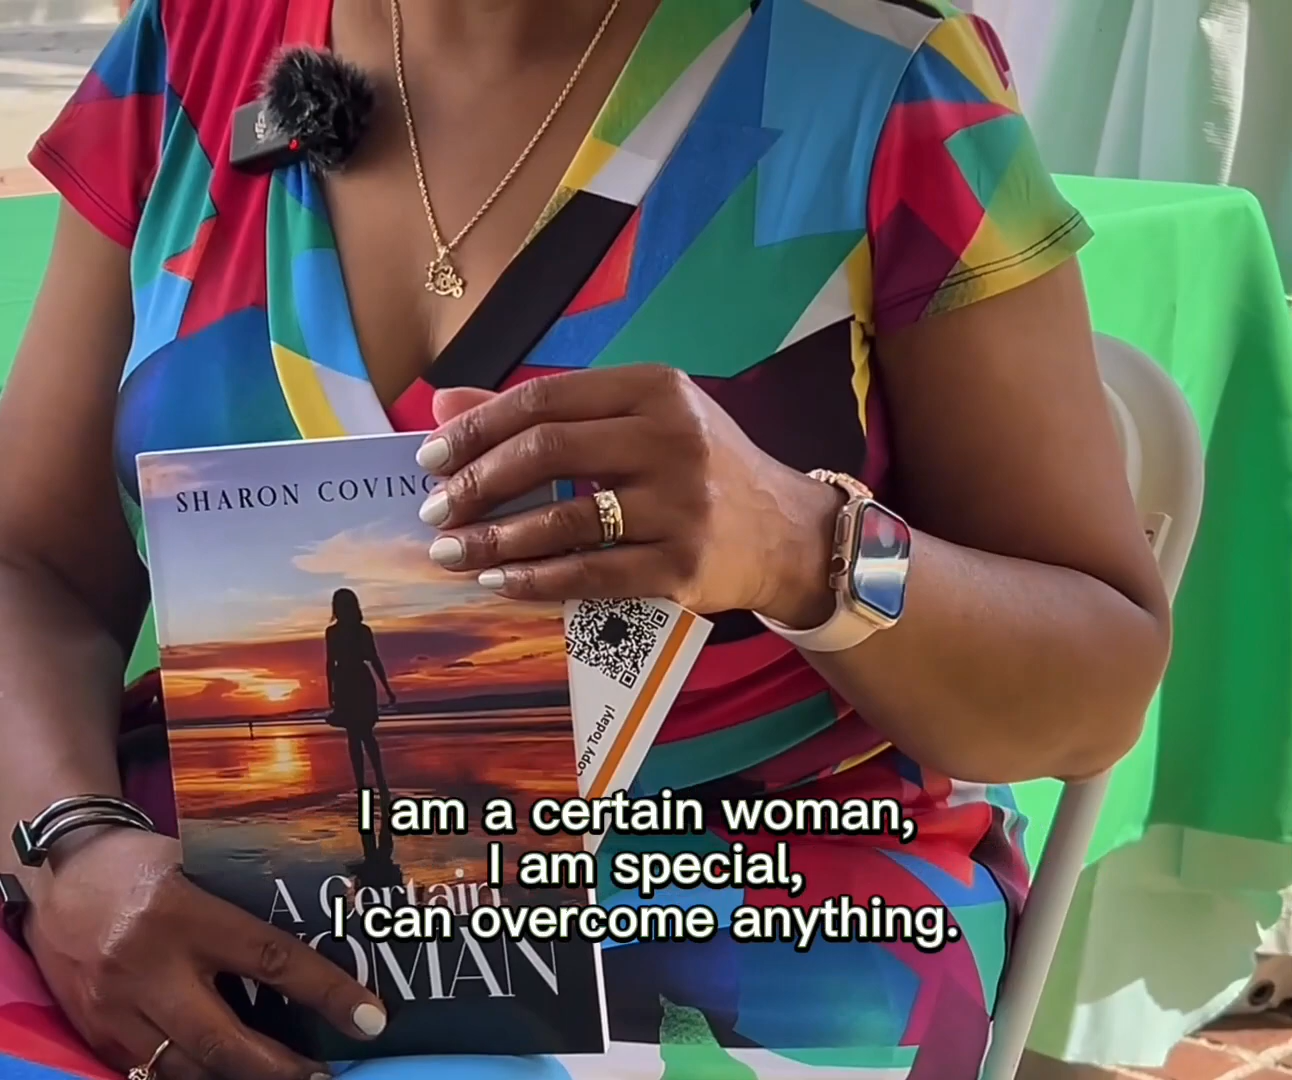 SHARON COVING
Copy Today!
I am a certain woman,
I am special,
I can overcome anything.
A Certain
WOMAN